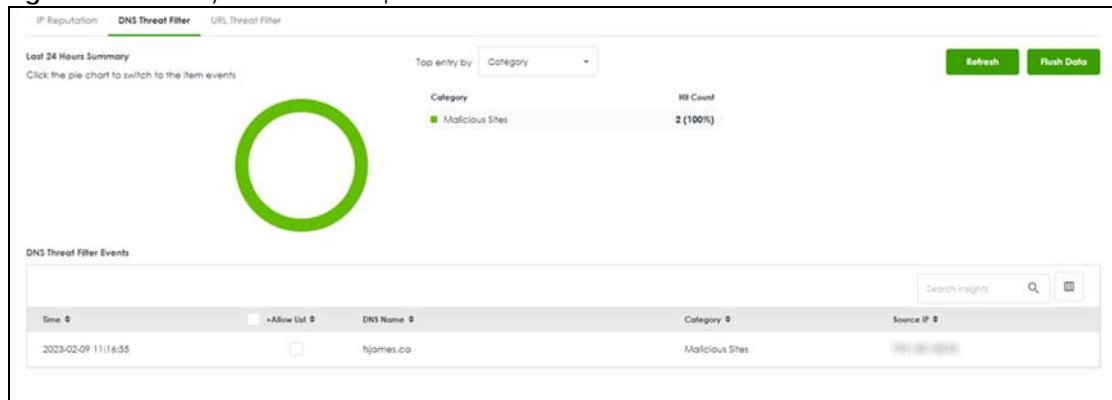 IP Reputation DNS Threat Filter URL Threat Filter
Last 24 Hours Summary
Click the pie chart to switch to the item events
Top entry by Category
Refresh Flush Data
Category Hit Count
Malicious Sites 2 (100%)
DNS Threat Filter Events
Search insights
Time +Allow List DNS Name Category Source IP
2023-02-09 11:16:55 hjames.co Malicious Sites